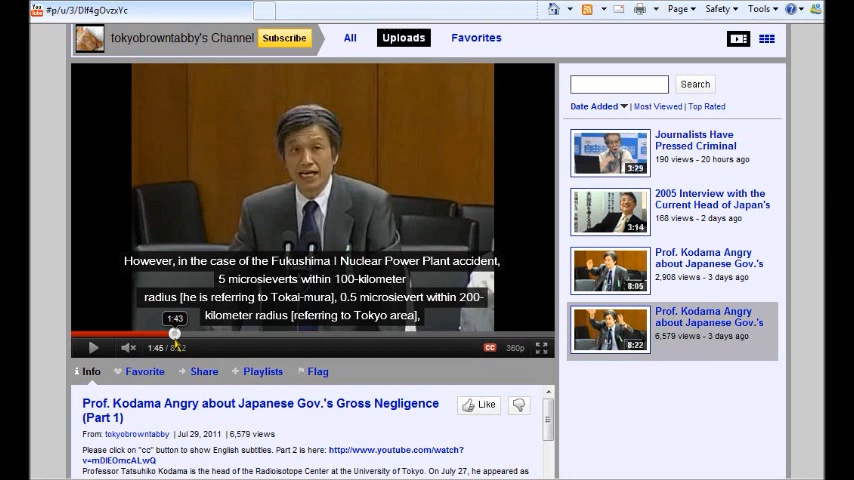 #p/u/3/DIf4gOvzxYc
Page
Safety
Tools
tokyobrowntabby's Channel
Subscribe
All
Uploads
Favorites
However, in the case of the Fukushima I Nuclear Power Plant accident,
5 microsieverts within 100-kilometer
radius [he is referring to Tokai-mura], 0.5 microsievert within 200-
kilometer radius [referring to Tokyo area],
1:43
1:45 / 8:22
CC
360p
Info
Favorite
Share
Playlists
Flag
Prof. Kodama Angry about Japanese Gov.'s Gross Negligence
(Part 1)
Like
From: tokyobrowntabby | Jul 29, 2011 | 6,579 views
Please click on "cc" button to show English subtitles. Part 2 is here: http://www.youtube.com/watch?
v=mDlEOmcALwQ
Professor Tatsuhiko Kodama is the head of the Radioisotope Center at the University of Tokyo. On July 27, he appeared as
Search
Date Added | Most Viewed | Top Rated
Journalists Have
Pressed Criminal
190 views - 20 hours ago
3:29
2005 Interview with the
Current Head of Japan's
168 views - 2 days ago
3:14
Prof. Kodama Angry
about Japanese Gov.'s
2,908 views - 3 days ago
8:05
Prof. Kodama Angry
about Japanese Gov.'s
6,579 views - 3 days ago
8:22